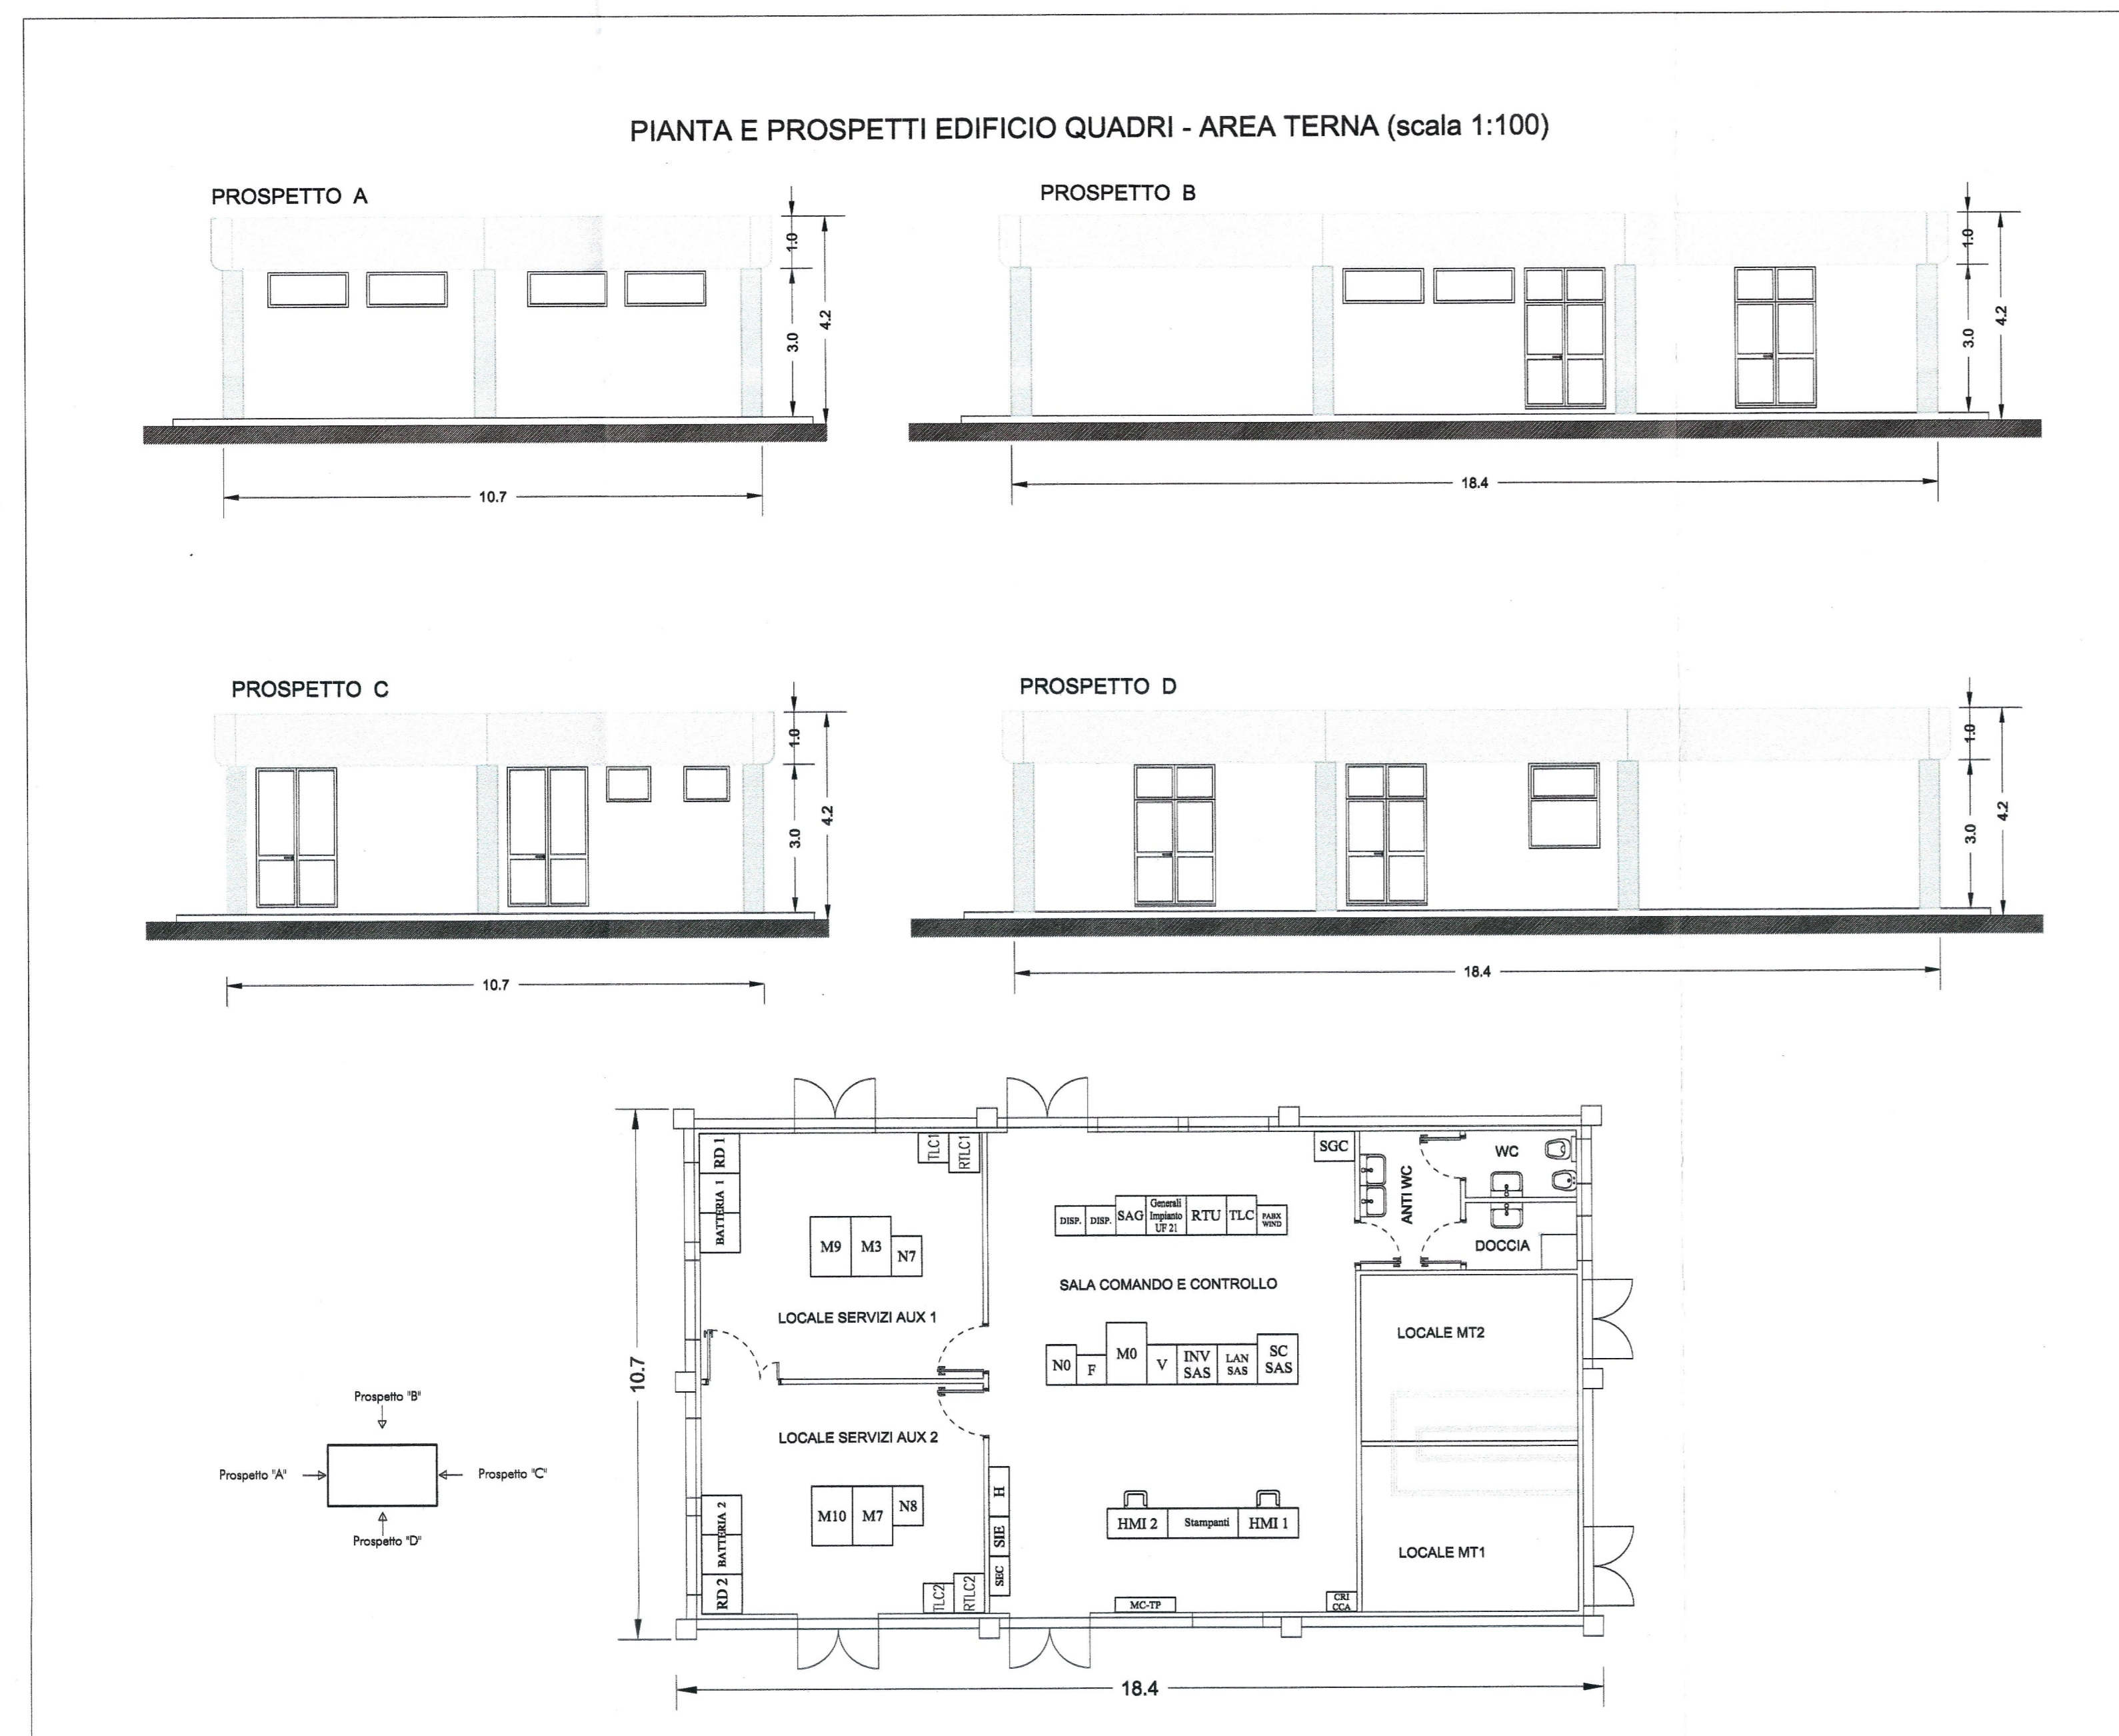 PIANTA E PROSPETTI EDIFICIO QUADRI - AREA TERNA (scala 1:100)
PROSPETTO A
1.0
3.0
4.2
10.7
PROSPETTO B
1.0
3.0
4.2
18.4
PROSPETTO C
1.0
3.0
4.2
10.7
PROSPETTO D
1.0
3.0
4.2
18.4
Prospetto "B"
Prospetto "A"
Prospetto "C"
Prospetto "D"
10.7
RD 1
BATTERIA 1
TLC1
RTLC1
M9
M3
N7
LOCALE SERVIZI AUX 1
LOCALE SERVIZI AUX 2
M10
M7
N8
BATTERIA 2
RD 2
TLC2
RTLC2
H
SIE
SEC
SGC
DISP.
DISP.
SAG
Generali
Impianto
UF 21
RTU
TLC
PABX
WIND
SALA COMANDO E CONTROLLO
N0
F
M0
V
INV
SAS
LAN
SAS
SC
SAS
HMI 2
Stampanti
HMI 1
MC-TP
CRI
CCA
ANTI WC
WC
DOCCIA
LOCALE MT2
LOCALE MT1
18.4